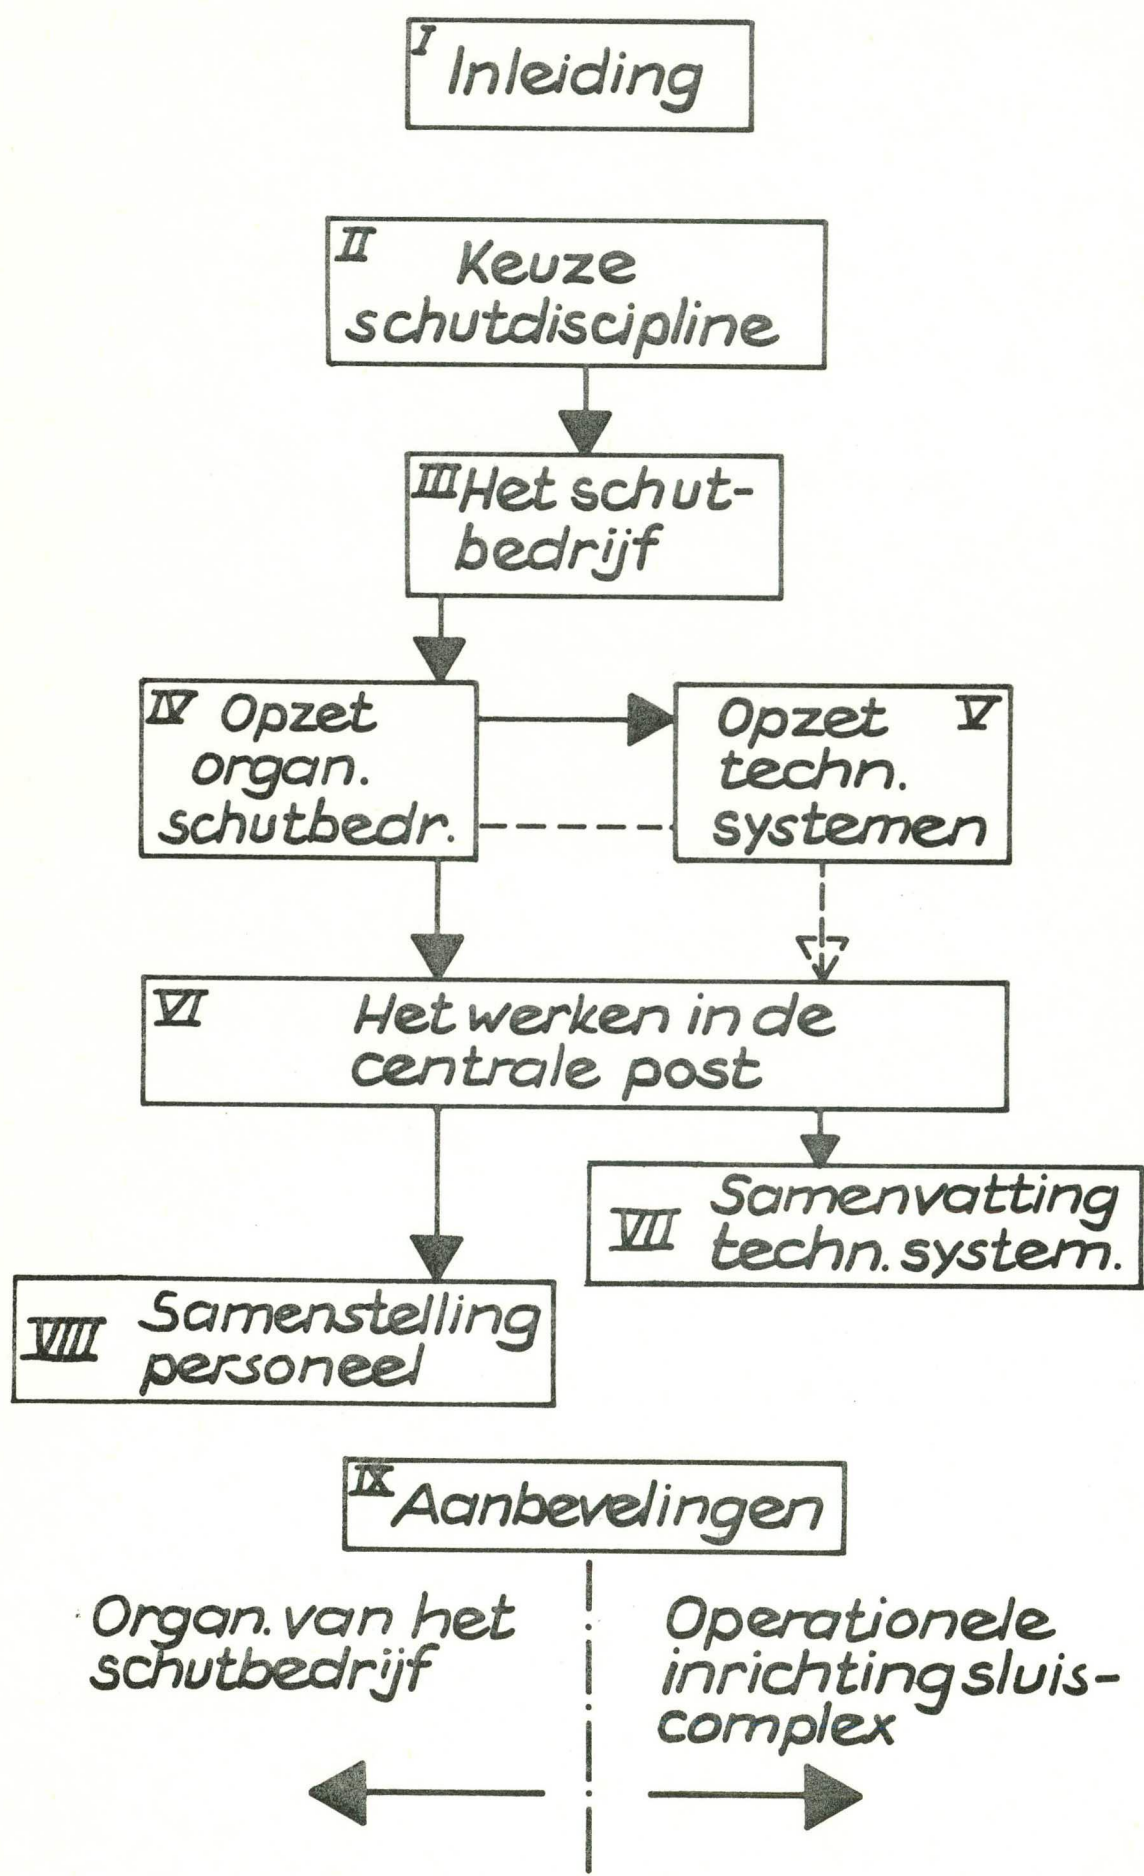 I
Inleiding
II Keuze
schutdiscipline
III Het schut-
bedrijf
IV Opzet
organ.
schutbedr.
Opzet V
techn.
systemen
VI Het werken in de
centrale post
Samenvatting
VII techn. system.
Samenstelling
VIII personeel
IX
Aanbevelingen
Organ. van het
schutbedrijf
Operationele
inrichting sluis-
complex